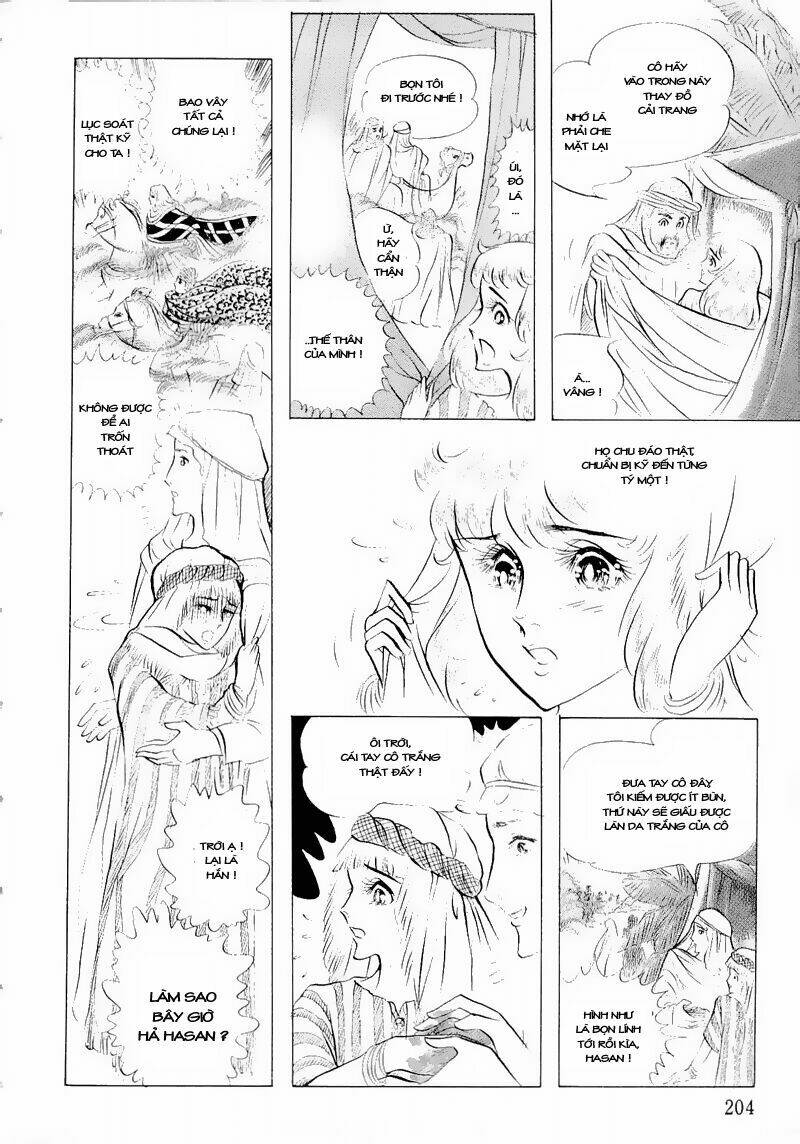 CÔ HÃY
VÀO TRONG NÀY
THAY ĐỒ
CẢI TRANG
NHỚ LÀ
PHẢI CHE
MẶT LẠI
Ã...
VÂNG !
BỌN TÔI
ĐI TRƯỚC NHÉ !
ÚI,
ĐÓ
LÀ
...
Ừ,
HÃY
CẨN
THẬN
..THẾ THÂN
CỦA MÌNH !
HỌ CHU ĐÁO THẬT,
CHUẨN BỊ KỸ ĐẾN TỪNG
TÝ MỘT !
ĐƯA TAY CÔ ĐÂY,
TÔI KIẾM ĐƯỢC ÍT BÙN,
THỨ NÀY SẼ GIẤU ĐƯỢC
LÀN DA TRẮNG CỦA CÔ
HÌNH NHƯ
LÀ BỌN LÍNH
TỚI RỒI KÌA,
HASAN !
ÔI TRỜI,
CÁI TAY CÔ TRẮNG
THẬT ĐẤY !
BAO VÂY
TẤT CẢ
CHÚNG LẠI !
LỤC SOÁT
THẬT KỸ
CHO TA !
KHÔNG ĐƯỢC
ĐỂ AI
TRỐN
THOÁT
TRỜI Ạ !
LẠI LÀ
HẮN !
LÀM SAO
BÂY GIỜ
HẢ HASAN ?
204